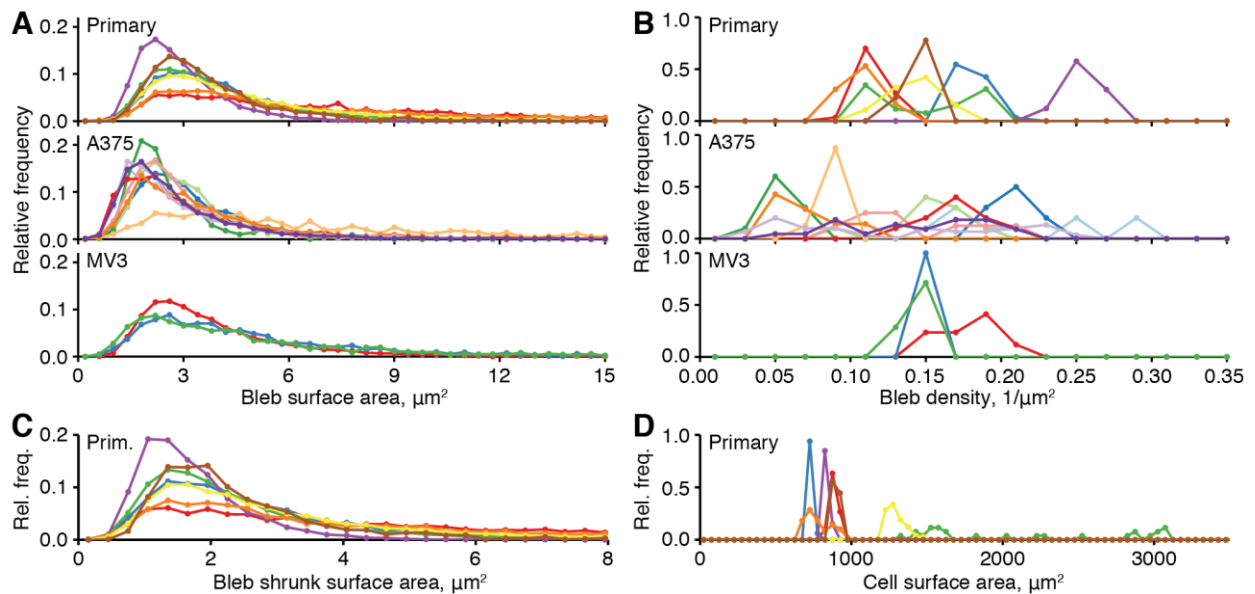 A
Primary
0.2
0.1
0.0
A375
0.2
0.1
0.0
MV3
0.2
0.1
0.0
Relative frequency
0 3 6 9 12 15
Bleb surface area, µm²
B
Primary
1.0
0.5
0.0
A375
1.0
0.5
0.0
MV3
1.0
0.5
0.0
Relative frequency
0.00 0.05 0.10 0.15 0.20 0.25 0.30 0.35
Bleb density, 1/µm²
C
Prim.
0.2
0.1
0.0
Rel. freq.
0 2 4 6 8
Bleb shrunk surface area, µm²
D
Primary
1.0
0.5
0.0
Rel. freq.
0 1000 2000 3000
Cell surface area, µm²